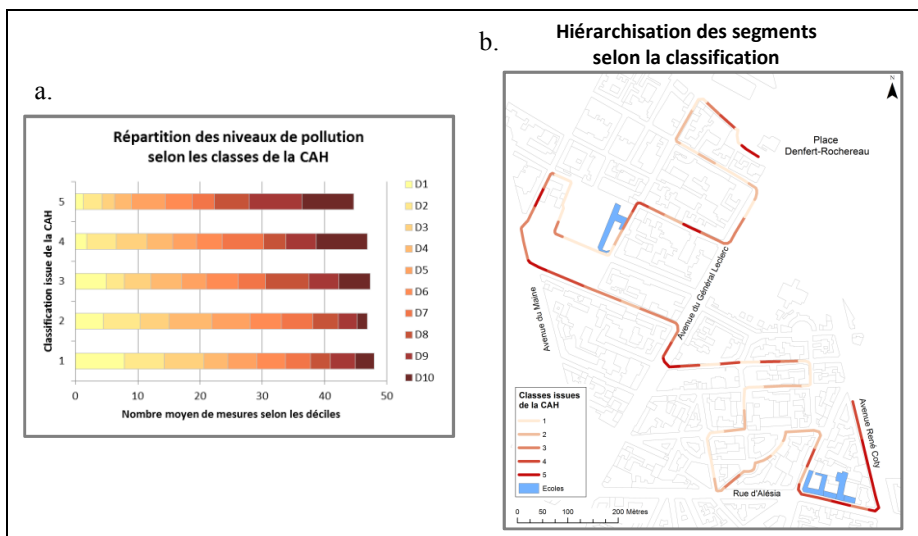 a.
Répartition des niveaux de pollution
selon les classes de la CAH
Classification issue de la CAH
5
4
3
2
1
0 10 20 30 40 50
Nombre moyen de mesures selon les déciles
D1
D2
D3
D4
D5
D6
D7
D8
D9
D10
b.
Hiérarchisation des segments
selon la classification
N
Place
Denfert-Rochereau
Avenue du Maine
Avenue du Général Leclerc
Avenue René Coty
Rue d'Alésia
Classes issues
de la CAH
1
2
3
4
5
Ecoles
0 50 100 200 Mètres